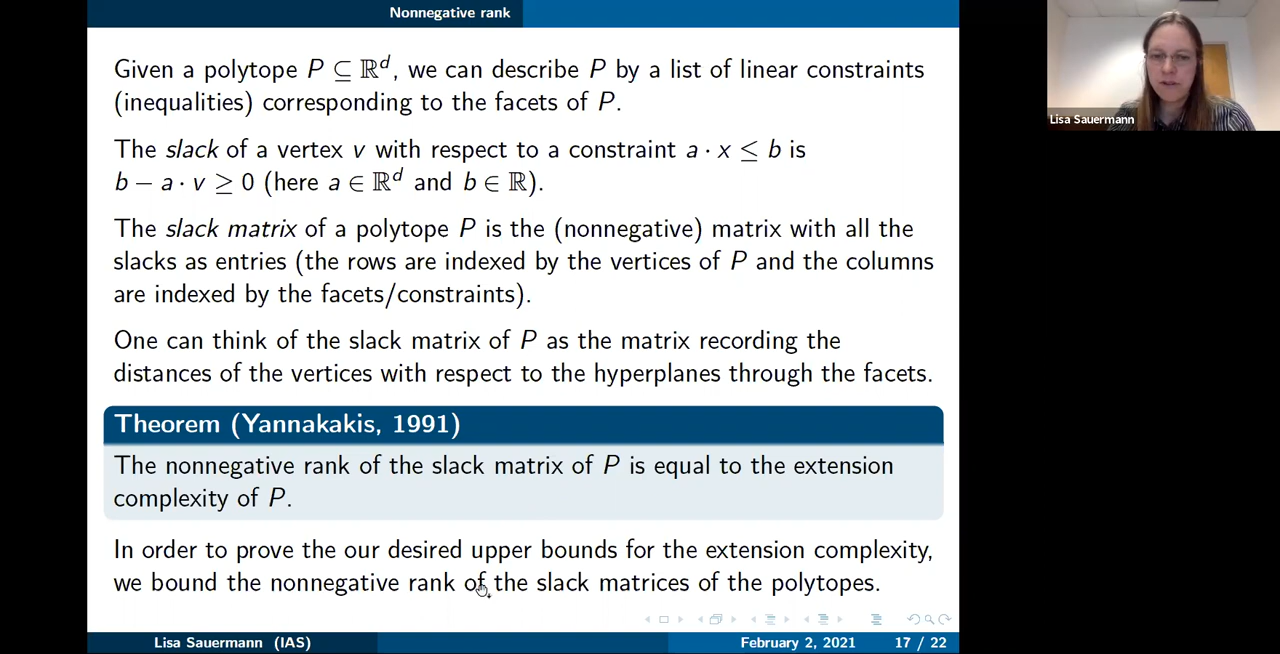 Nonnegative rank
Given a polytope P ⊆ ℝᵈ, we can describe P by a list of linear constraints
(inequalities) corresponding to the facets of P.
The slack of a vertex v with respect to a constraint a · x ≤ b is
b − a · v ≥ 0 (here a ∈ ℝᵈ and b ∈ ℝ).
The slack matrix of a polytope P is the (nonnegative) matrix with all the
slacks as entries (the rows are indexed by the vertices of P and the columns
are indexed by the facets/constraints).
One can think of the slack matrix of P as the matrix recording the
distances of the vertices with respect to the hyperplanes through the facets.
Theorem (Yannakakis, 1991)
The nonnegative rank of the slack matrix of P is equal to the extension
complexity of P.
In order to prove the our desired upper bounds for the extension complexity,
we bound the nonnegative rank of the slack matrices of the polytopes.
Lisa Sauermann (IAS)
February 2, 2021
17 / 22
Lisa Sauermann